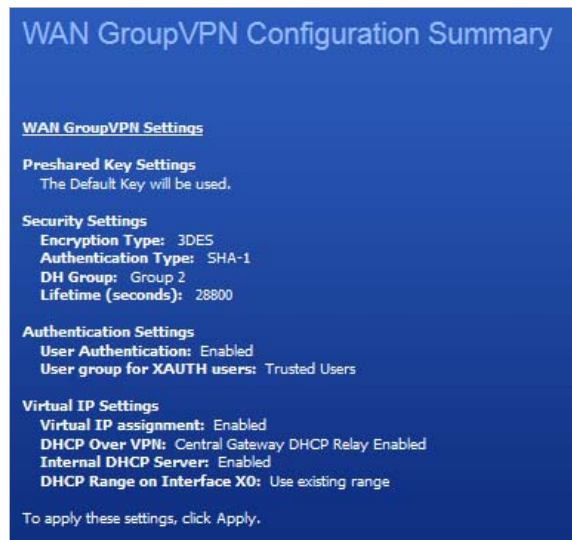 WAN GroupVPN Configuration Summary
WAN GroupVPN Settings
Preshared Key Settings
The Default Key will be used.
Security Settings
Encryption Type: 3DES
Authentication Type: SHA-1
DH Group: Group 2
Lifetime (seconds): 28800
Authentication Settings
User Authentication: Enabled
User group for XAUTH users: Trusted Users
Virtual IP Settings
Virtual IP assignment: Enabled
DHCP Over VPN: Central Gateway DHCP Relay Enabled
Internal DHCP Server: Enabled
DHCP Range on Interface X0: Use existing range
To apply these settings, click Apply.